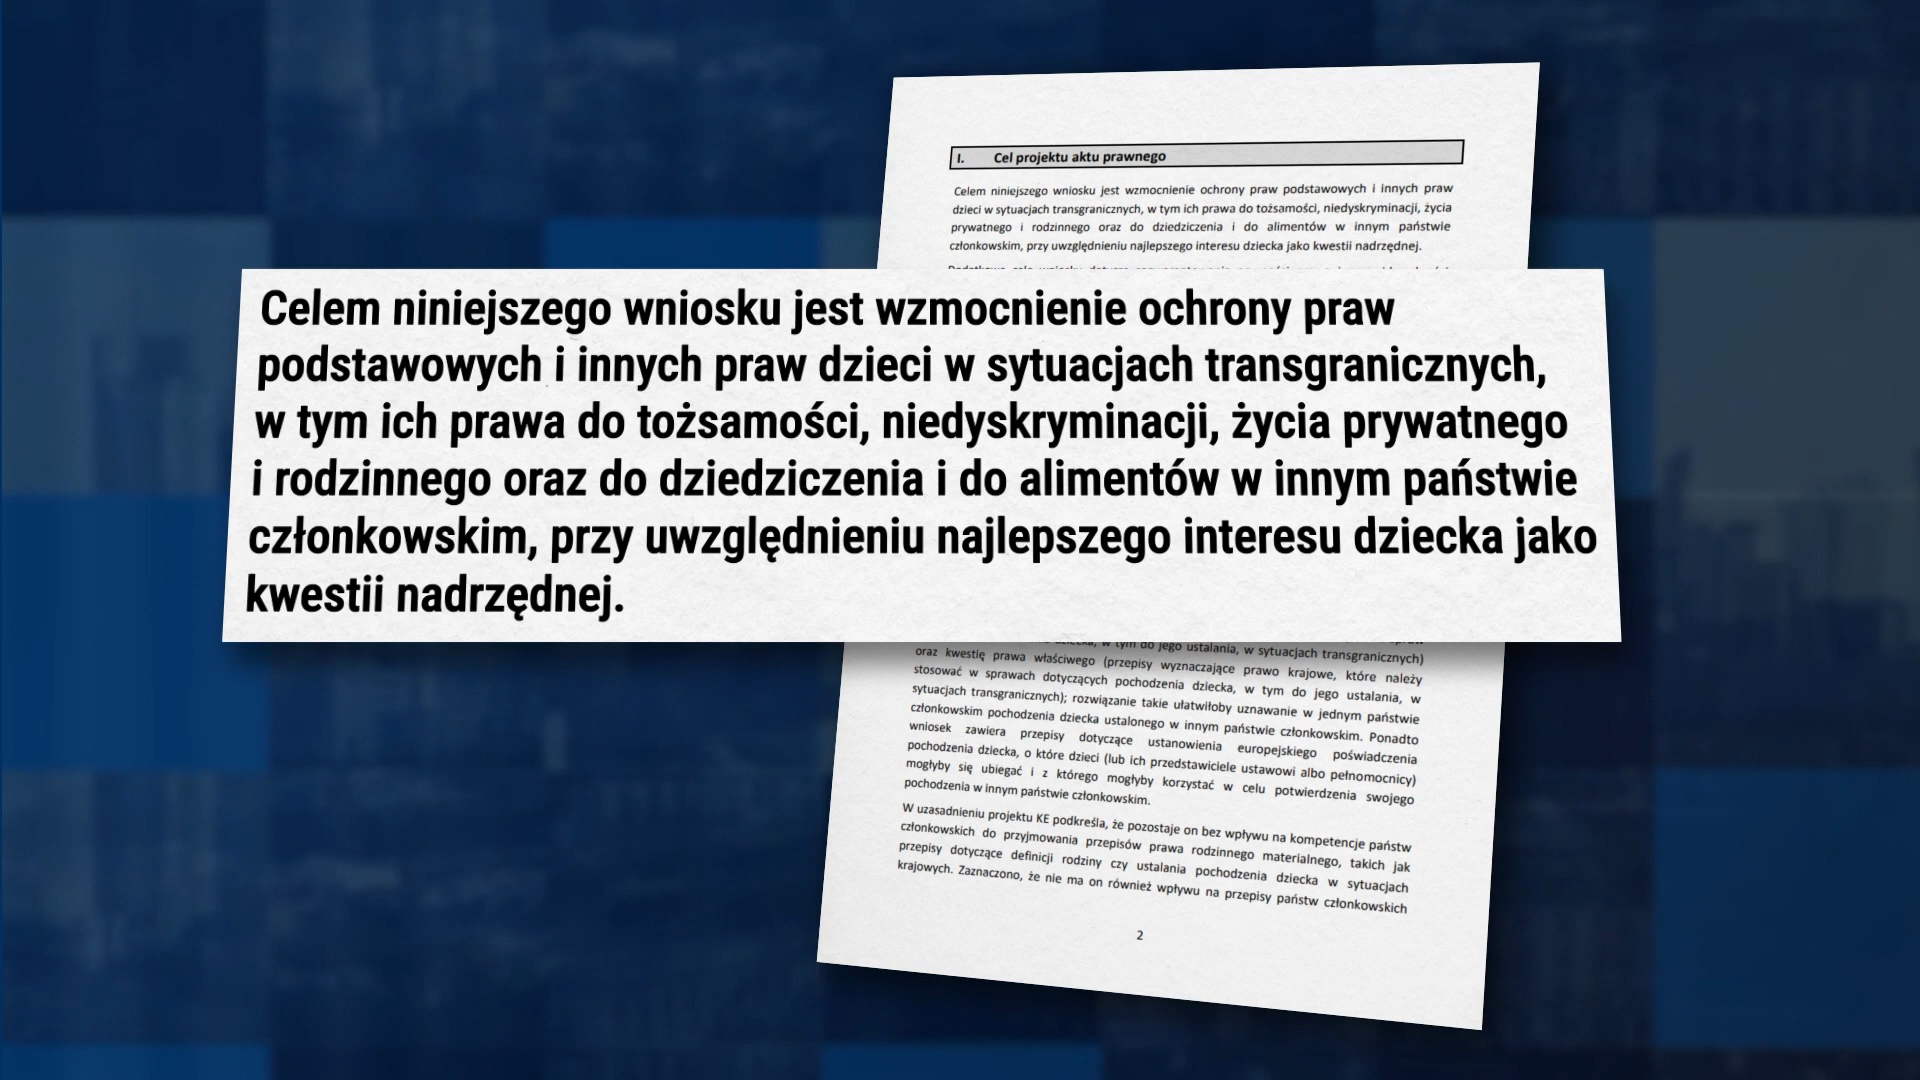 I. Cel projektu aktu prawnego
Celem niniejszego wniosku jest wzmocnienie ochrony praw podstawowych i innych praw
dzieci w sytuacjach transgranicznych, w tym ich prawa do tożsamości, niedyskryminacji, życia
prywatnego i rodzinnego oraz do dziedziczenia i do alimentów w innym państwie
członkowskim, przy uwzględnieniu najlepszego interesu dziecka jako kwestii nadrzędnej.
Celem niniejszego wniosku jest wzmocnienie ochrony praw
podstawowych i innych praw dzieci w sytuacjach transgranicznych,
w tym ich prawa do tożsamości, niedyskryminacji, życia prywatnego
i rodzinnego oraz do dziedziczenia i do alimentów w innym państwie
członkowskim, przy uwzględnieniu najlepszego interesu dziecka jako
kwestii nadrzędnej.
w tym do jego ustalania, w sytuacjach transgranicznych)
oraz kwestię prawa właściwego (przepisy wyznaczające prawo krajowe, które należy
stosować w sprawach dotyczących pochodzenia dziecka, w tym do jego ustalania, w
sytuacjach transgranicznych); rozwiązanie takie ułatwiłoby uznawanie w jednym państwie
członkowskim pochodzenia dziecka ustalonego w innym państwie członkowskim. Ponadto
wniosek zawiera przepisy dotyczące ustanowienia europejskiego poświadczenia
pochodzenia dziecka, o które dzieci (lub ich przedstawiciele ustawowi albo pełnomocnicy)
mogłyby się ubiegać i z którego mogłyby korzystać w celu potwierdzenia swojego
pochodzenia w innym państwie członkowskim.
W uzasadnieniu projektu KE podkreśla, że pozostaje on bez wpływu na kompetencje państw
członkowskich do przyjmowania przepisów prawa rodzinnego materialnego, takich jak
przepisy dotyczące definicji rodziny czy ustalania pochodzenia dziecka w sytuacjach
krajowych. Zaznaczono, że nie ma on również wpływu na przepisy państw członkowskich
2